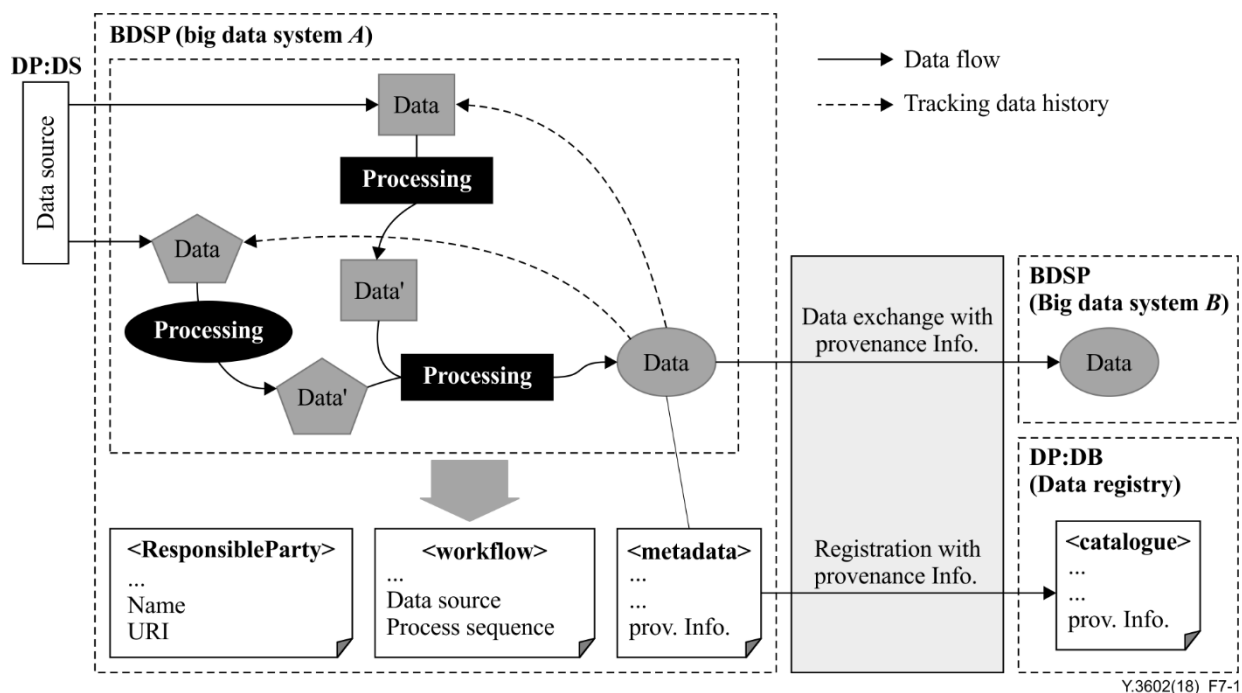 BDSP (big data system A)
DP:DS
Data source
Data
Processing
Data
Data'
Processing
Data'
Processing
Data
Data flow
Tracking data history
Data exchange with
provenance Info.
BDSP
(Big data system B)
Data
Registration with
provenance Info.
DP:DB
(Data registry)
<catalogue>
...
...
prov. Info.
<ResponsibleParty>
...
Name
URI
<workflow>
...
Data source
Process sequence
<metadata>
...
...
prov. Info.
Y.3602(18)_F7-1